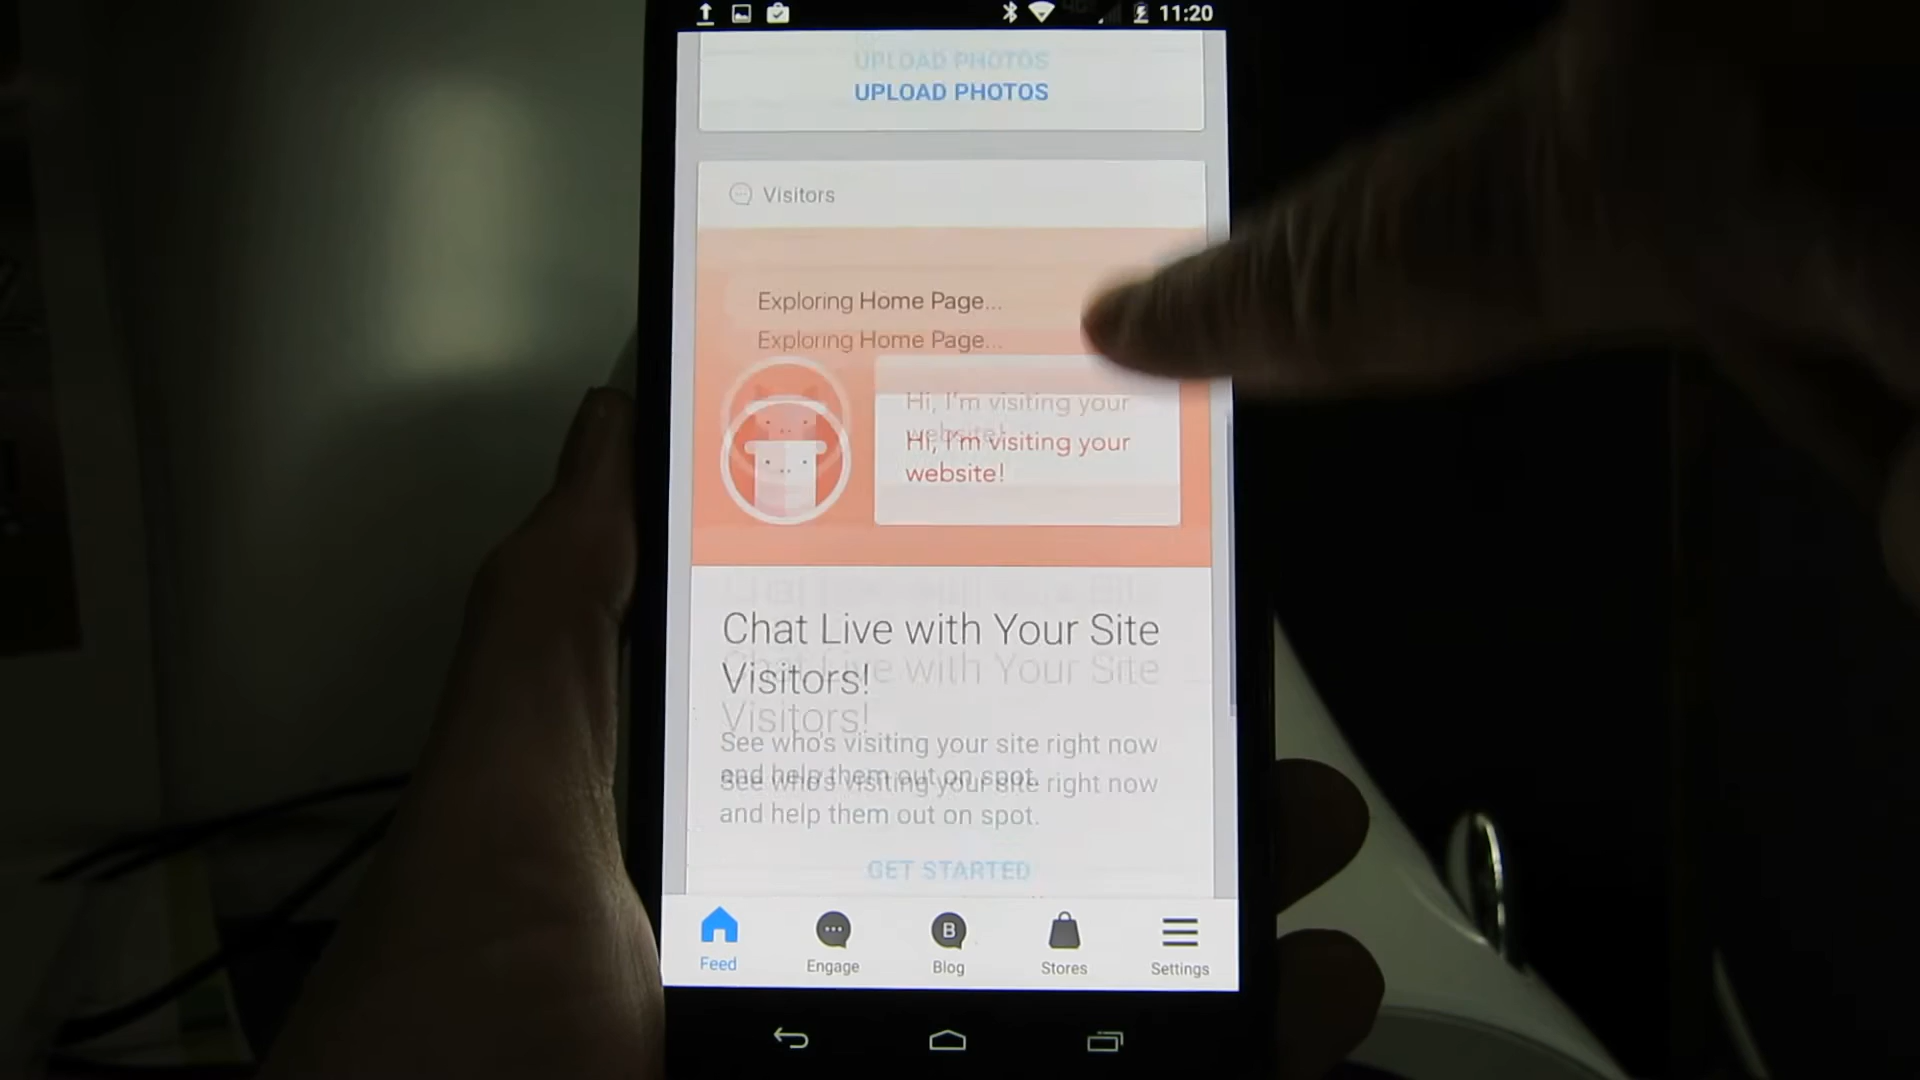 11:20
UPLOAD PHOTOS
UPLOAD PHOTOS
Visitors
Exploring Home Page...
Exploring Home Page...
Hi, I'm visiting your
website!
Hi, I'm visiting your
website!
Chat Live with Your Site
Visitors!
Chat Live with Your Site
Visitors!
See who's visiting your site right now
and help them out on spot.
See who's visiting your site right now
and help them out on spot.
GET STARTED
B
Feed
Engage
Blog
Stores
Settings